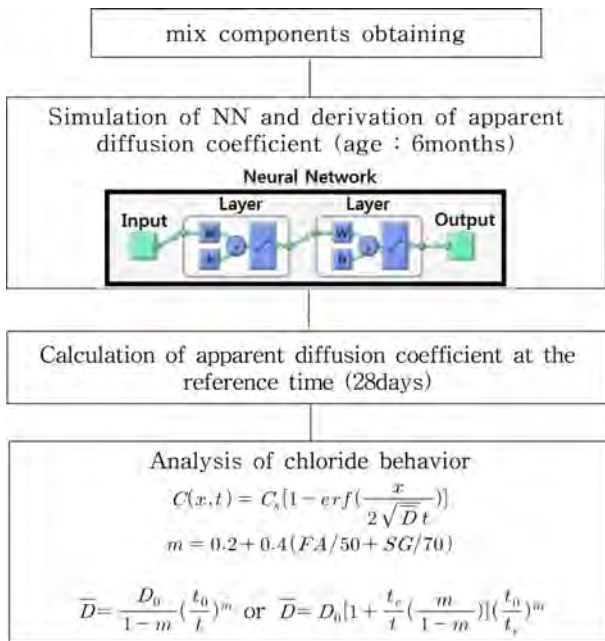 mix components obtaining
Simulation of NN and derivation of apparent
diffusion coefficient (age : 6months)
Neural Network
Layer Layer
Input Output
W W
b b
Calculation of apparent diffusion coefficient at the
reference time (28days)
Analysis of chloride behavior
C(x,t) = C_s[1 - erf(x / (2√D̅ t))]
m = 0.2 + 0.4(FA/50 + SG/70)
D̅ = D_0/(1-m) (t_0/t)^m or D̅ = D_0[1 + t_c/t (m/(1-m))](t_0/t_c)^m